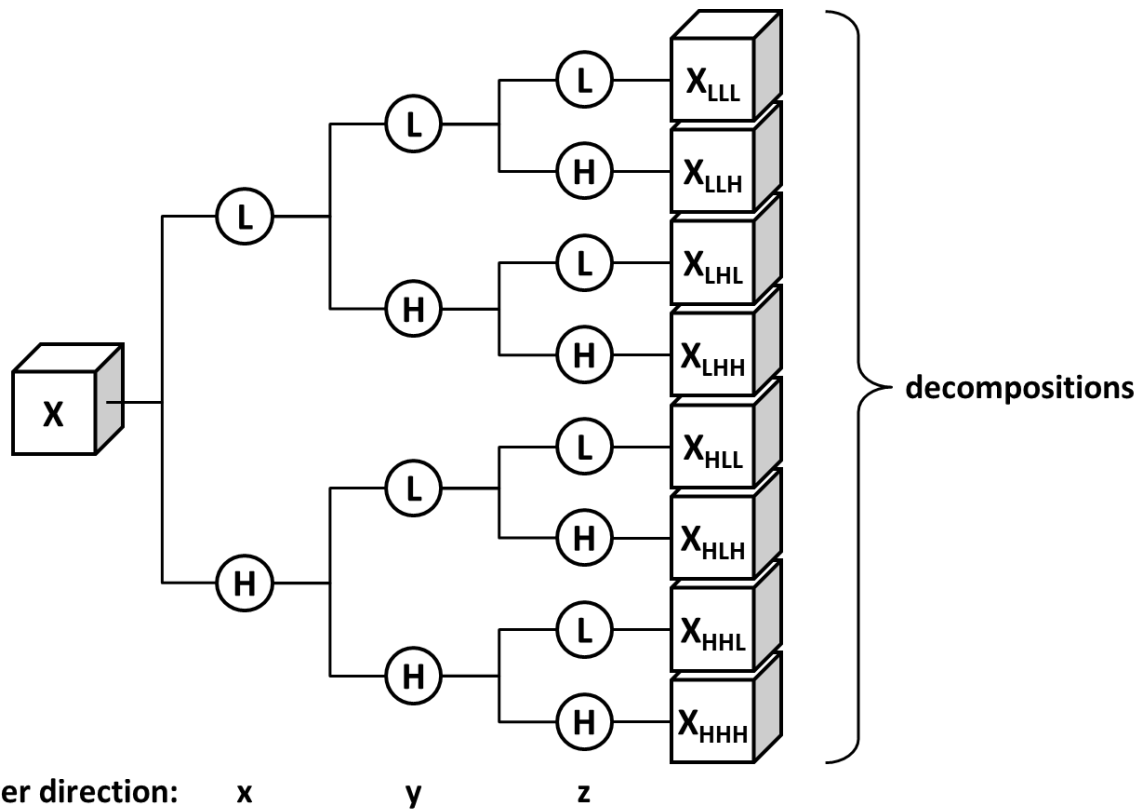 L
X_LLL
L
H
X_LLH
L
L
X_LHL
H
H
X_LHH
X
decompositions
L
X_HLL
L
H
X_HLH
H
L
X_HHL
H
H
X_HHH
er direction: x y z